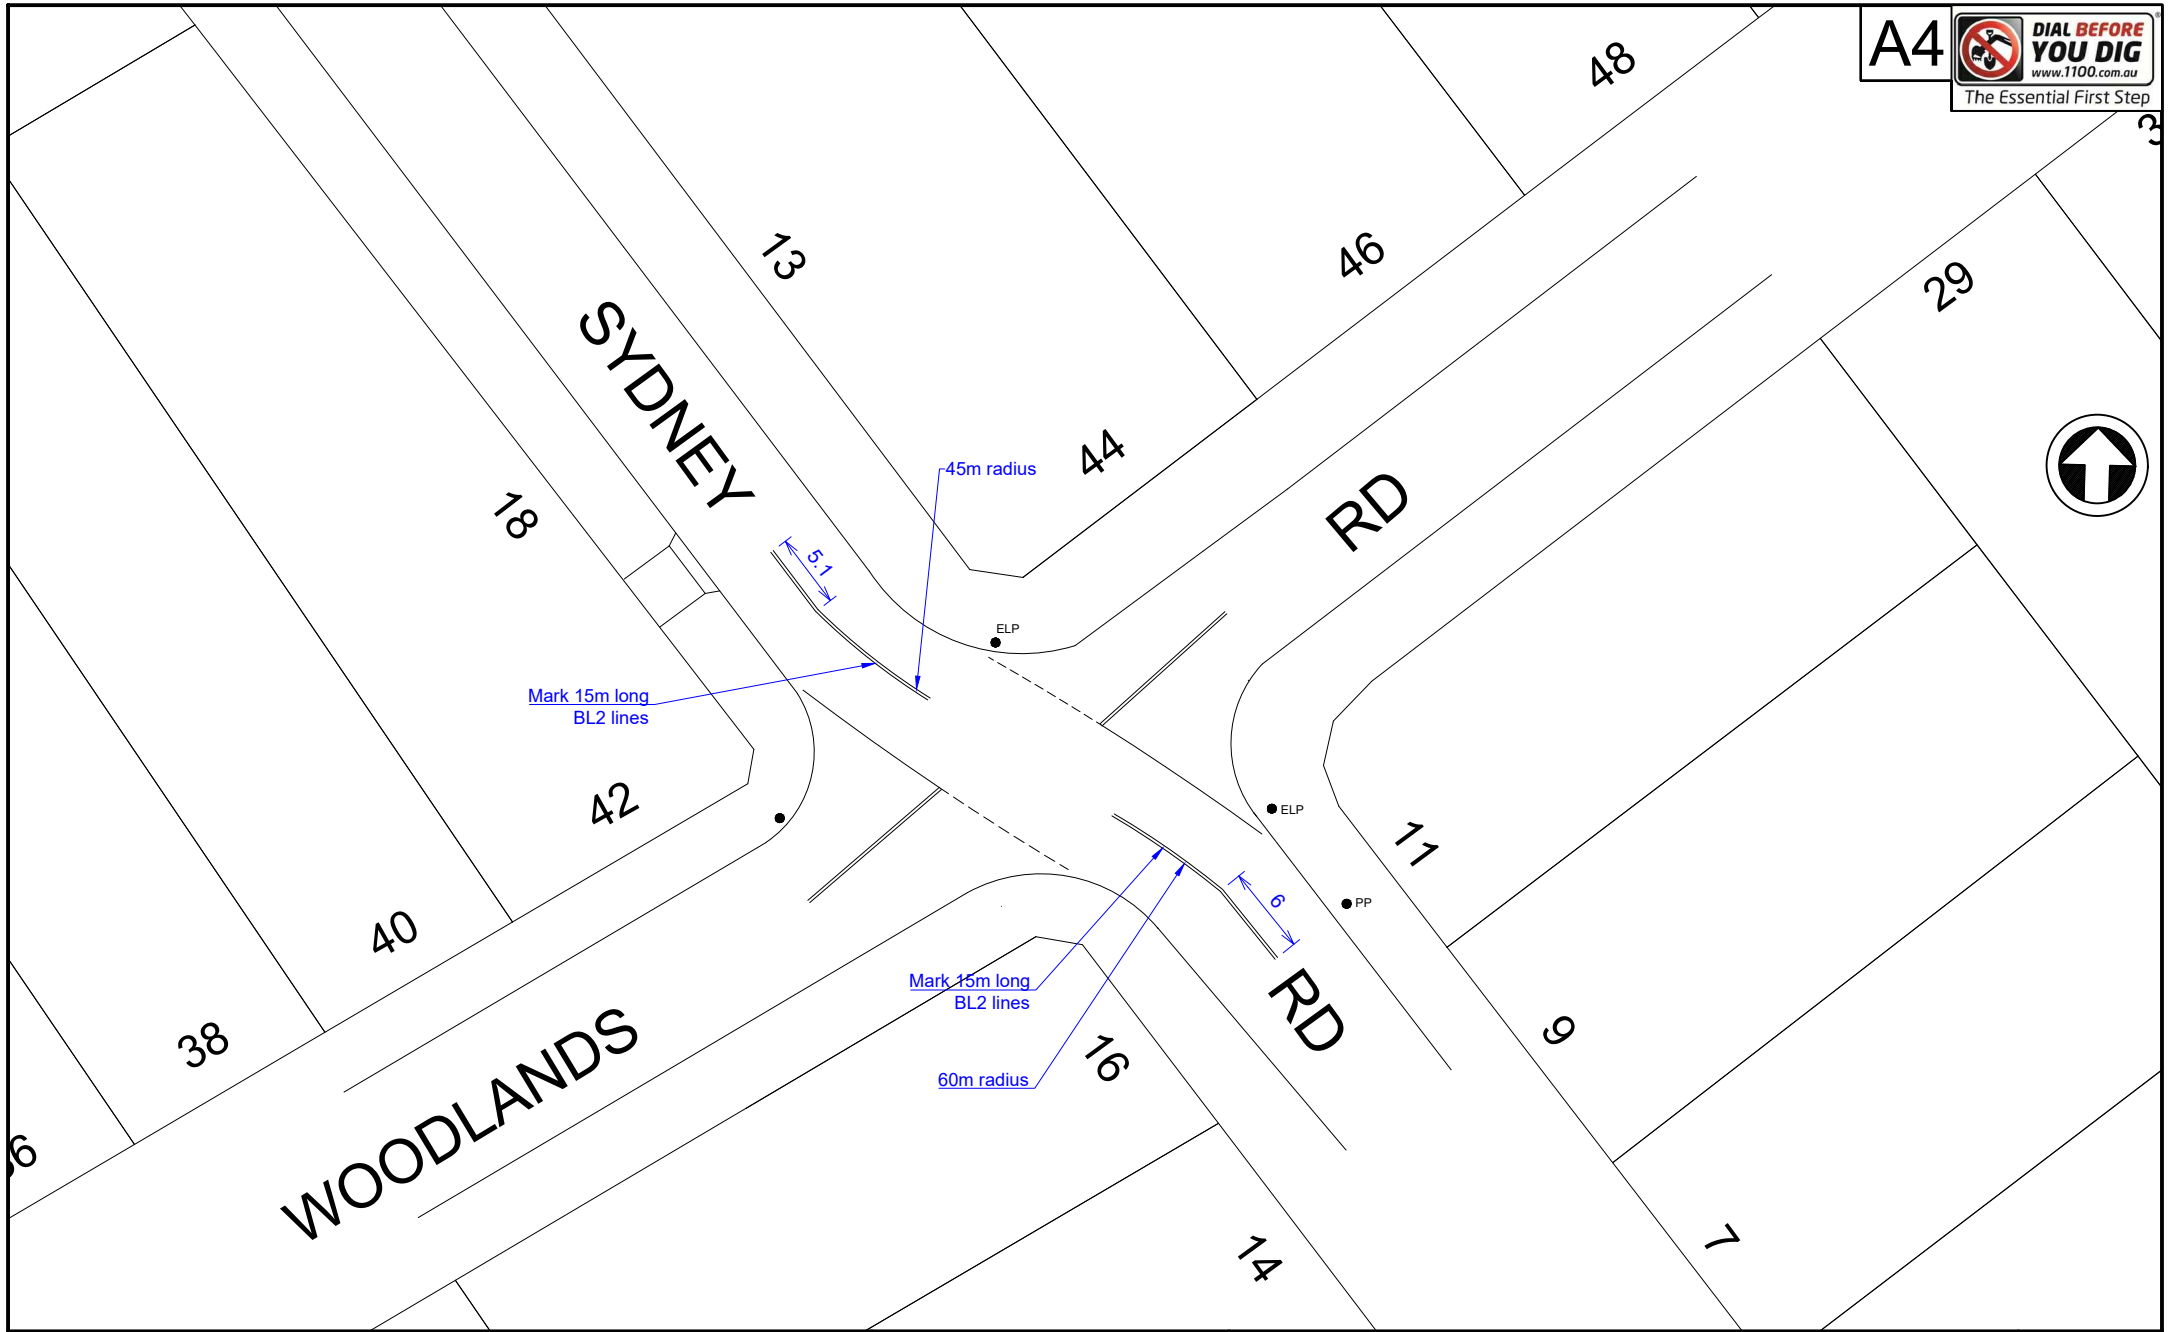 A4
DIAL BEFORE
YOU DIG
www.1100.com.au
The Essential First Step
48
46
44
29
13
18
SYDNEY
RD
45m radius
5.1
ELP
Mark 15m long
BL2 lines
42
40
38
ELP
PP
11
6
Mark 15m long
BL2 lines
60m radius
RD
WOODLANDS
16
14
9
7